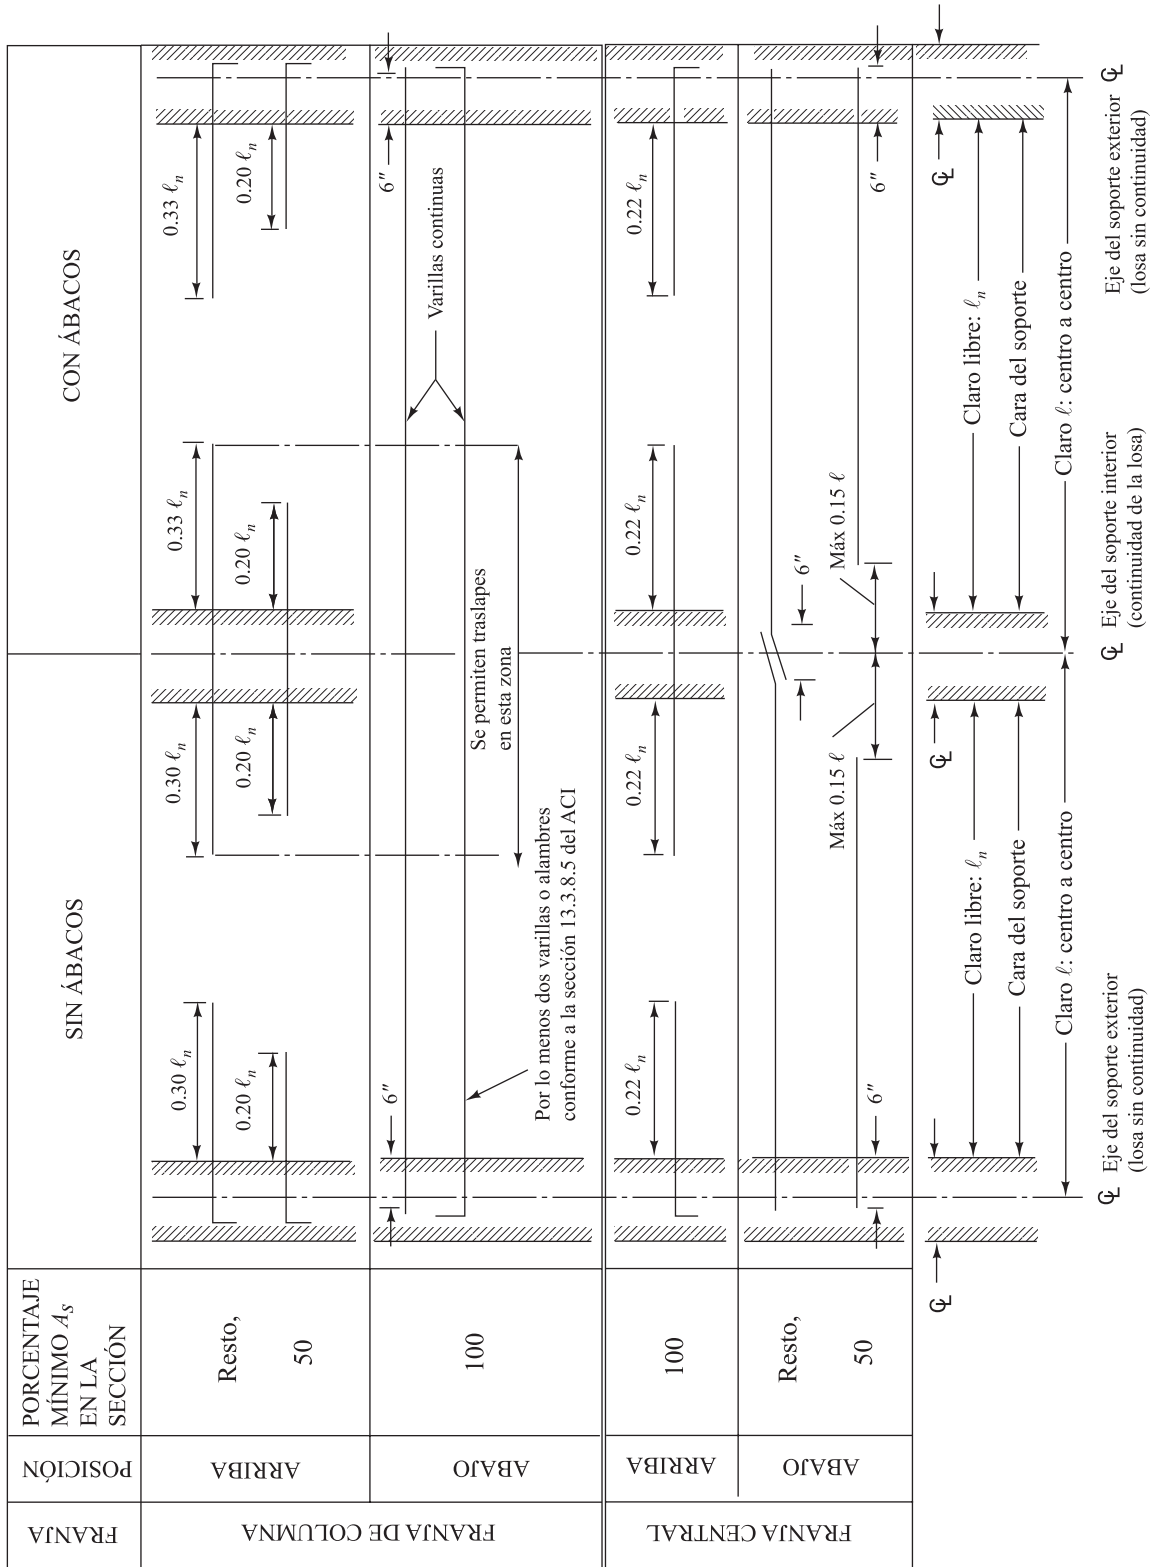 FRANJA
POSICIÓN
PORCENTAJE
MÍNIMO A_S
EN LA
SECCIÓN
SIN ÁBACOS
CON ÁBACOS
FRANJA DE COLUMNA
ARRIBA
Resto,
50
0.30 ℓ_n
0.30 ℓ_n
0.33 ℓ_n
0.33 ℓ_n
0.20 ℓ_n
0.20 ℓ_n
0.20 ℓ_n
0.20 ℓ_n
ABAJO
100
6″
6″
Varillas continuas
Se permiten traslapes
en esta zona
Por lo menos dos varillas o alambres
conforme a la sección 13.3.8.5 del ACI
FRANJA CENTRAL
ARRIBA
100
0.22 ℓ_n
0.22 ℓ_n
0.22 ℓ_n
0.22 ℓ_n
ABAJO
Resto,
50
6″
6″
6″
Máx 0.15 ℓ
Máx 0.15 ℓ
℄
℄
℄
Claro libre: ℓ_n
Claro libre: ℓ_n
Cara del soporte
Cara del soporte
Claro ℓ: centro a centro
Claro ℓ: centro a centro
℄ Eje del soporte exterior
(losa sin continuidad)
℄ Eje del soporte interior
(continuidad de la losa)
Eje del soporte exterior ℄
(losa sin continuidad)